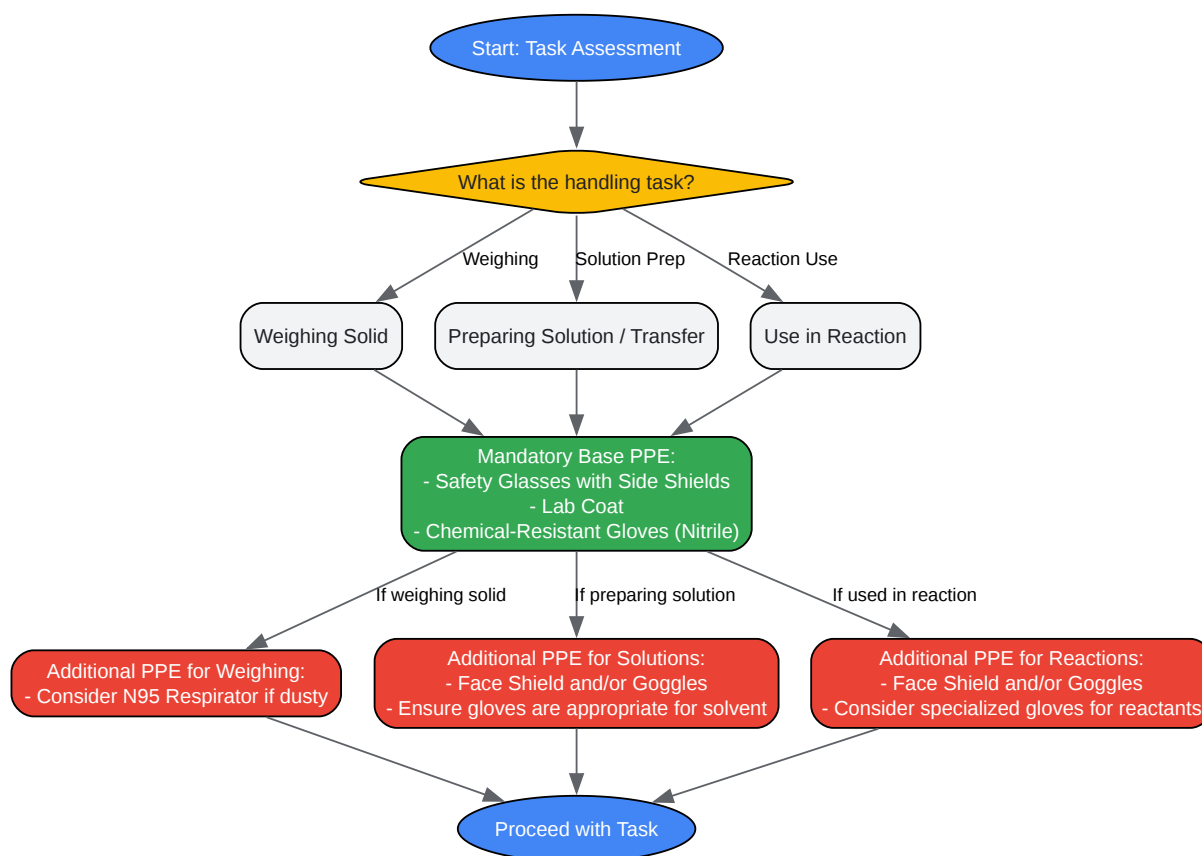 Start: Task Assessment
What is the handling task?
Weighing
Solution Prep
Reaction Use
Weighing Solid
Preparing Solution / Transfer
Use in Reaction
Mandatory Base PPE:
- Safety Glasses with Side Shields
- Lab Coat
- Chemical-Resistant Gloves (Nitrile)
If weighing solid
If preparing solution
If used in reaction
Additional PPE for Weighing:
- Consider N95 Respirator if dusty
Additional PPE for Solutions:
- Face Shield and/or Goggles
- Ensure gloves are appropriate for solvent
Additional PPE for Reactions:
- Face Shield and/or Goggles
- Consider specialized gloves for reactants
Proceed with Task